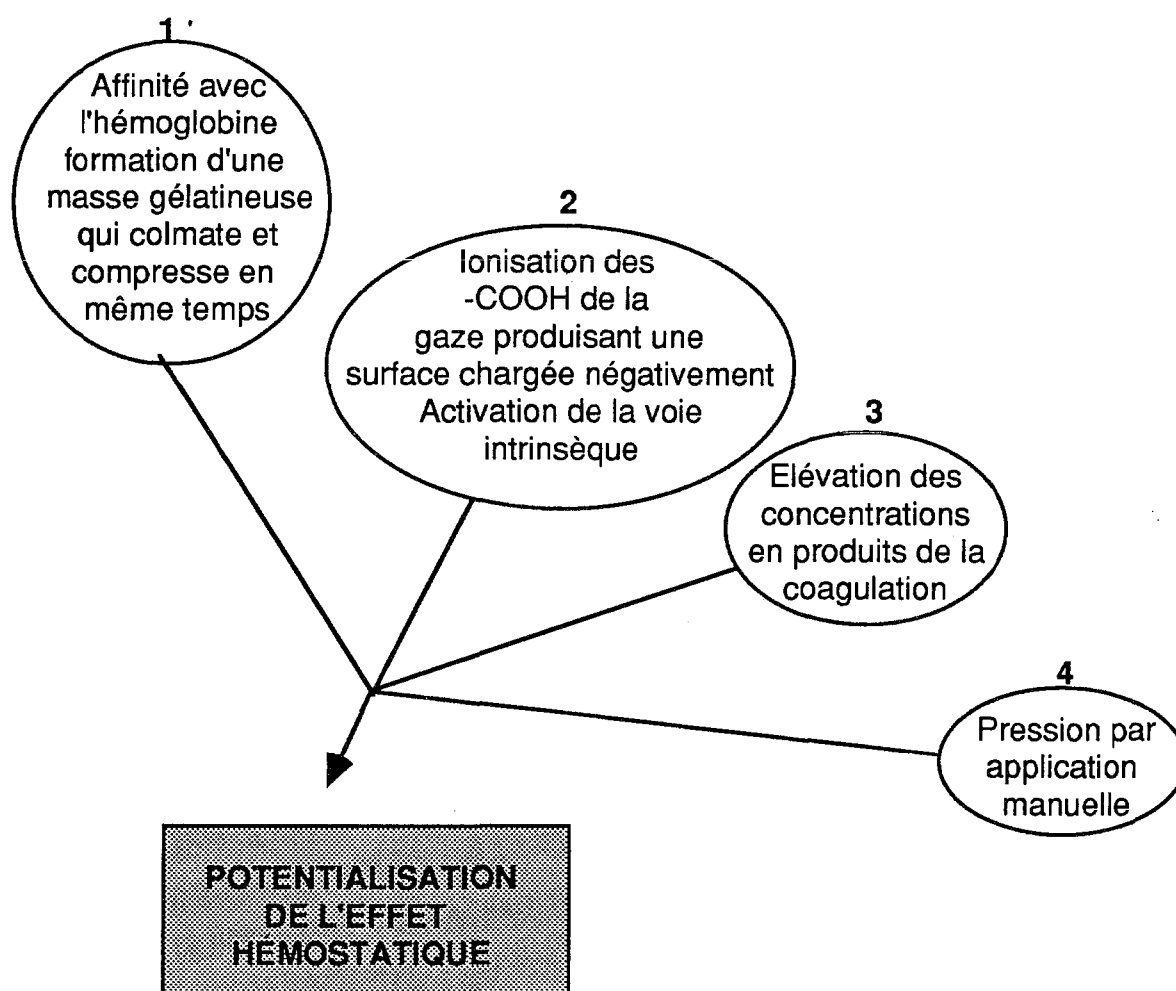 1
Affinité avec
l'hémoglobine
formation d'une
masse gélatineuse
qui colmate et
compresse en
même temps
2
Ionisation des
-COOH de la
gaze produisant une
surface chargée négativement
Activation de la voie
intrinsèque
3
Elévation des
concentrations
en produits de la
coagulation
4
Pression par
application
manuelle
POTENTIALISATION
DE L'EFFET
HÉMOSTATIQUE